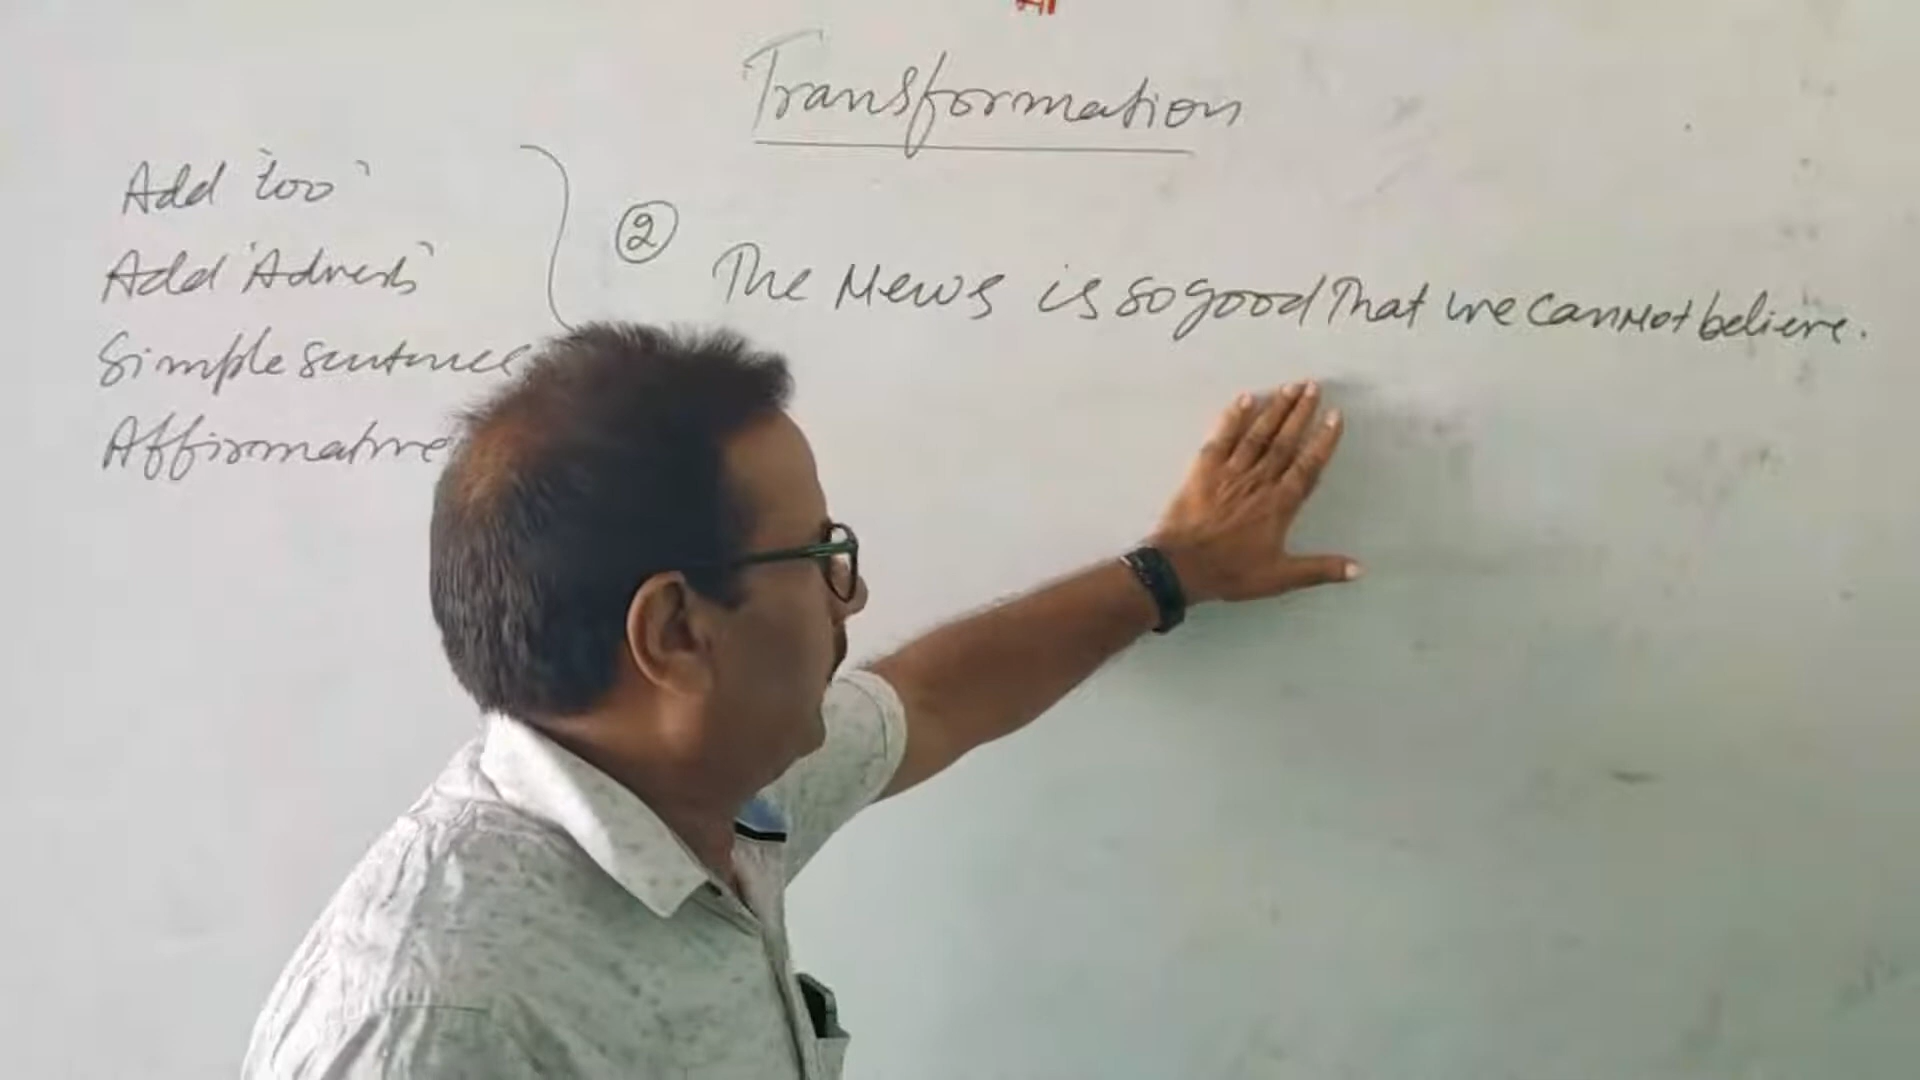 मा
Transformation
Add 'too'
Add 'Adverb'
Simple sentence
Affirmative
② The News is so good That we cannot believe.